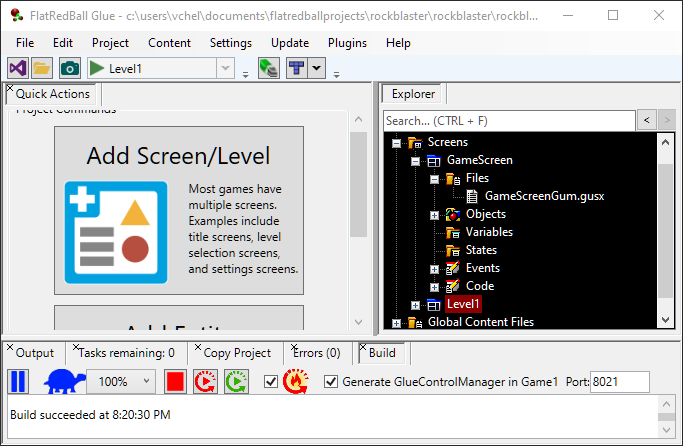 FlatRedBall Glue - c:\users\vchel\documents\flatredballprojects\rockblaster\rockblaster\rockbl...
File Edit Project Content Settings Update Plugins Help
Level1
Quick Actions
Project Commands
Add Screen/Level
Most games have
multiple screens.
Examples include
title screens, level
selection screens,
and settings screens.
Explorer
Search... (CTRL + F)
< >
Screens
GameScreen
Files
GameScreenGum.gusx
Objects
Variables
States
Events
Code
Level1
Global Content Files
Output Tasks remaining: 0 Copy Project Errors (0) Build
100% Generate GlueControlManager in Game1 Port: 8021
Build succeeded at 8:20:30 PM